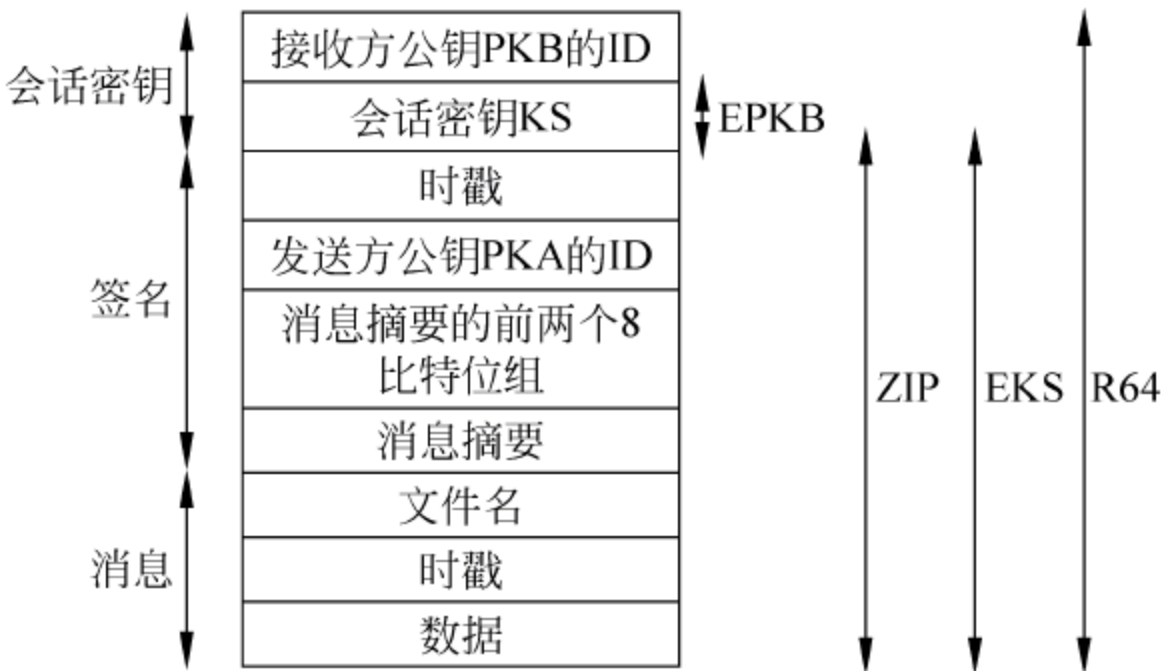 会话密钥
接收方公钥PKB的ID
会话密钥KS
EPKB
签名
时戳
发送方公钥PKA的ID
消息摘要的前两个8
比特位组
消息摘要
消息
文件名
时戳
数据
ZIP
EKS
R64